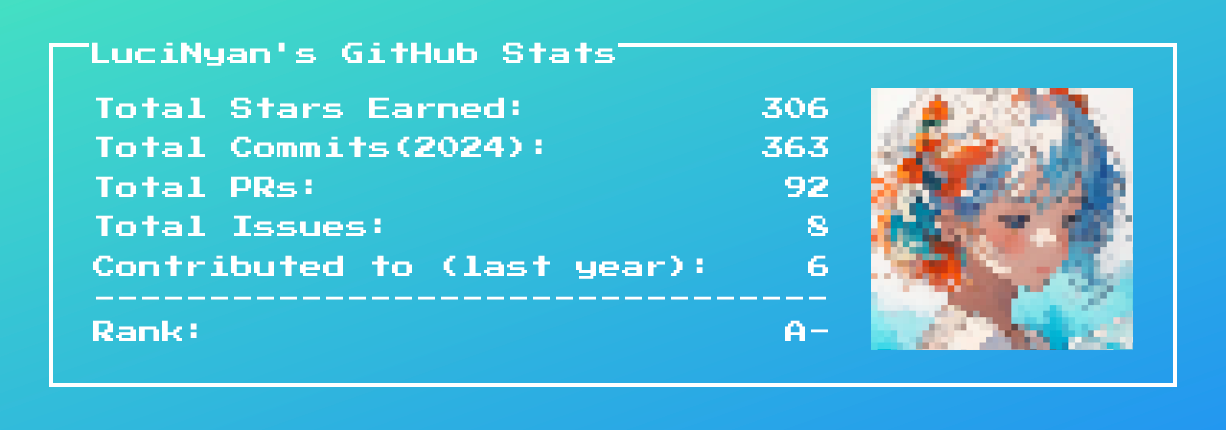 LuciNyan's GitHub Stats
Total Stars Earned: 306
Total Commits(2024): 363
Total PRs: 92
Total Issues: 8
Contributed to (last year): 6
---------------------------------
Rank: A-